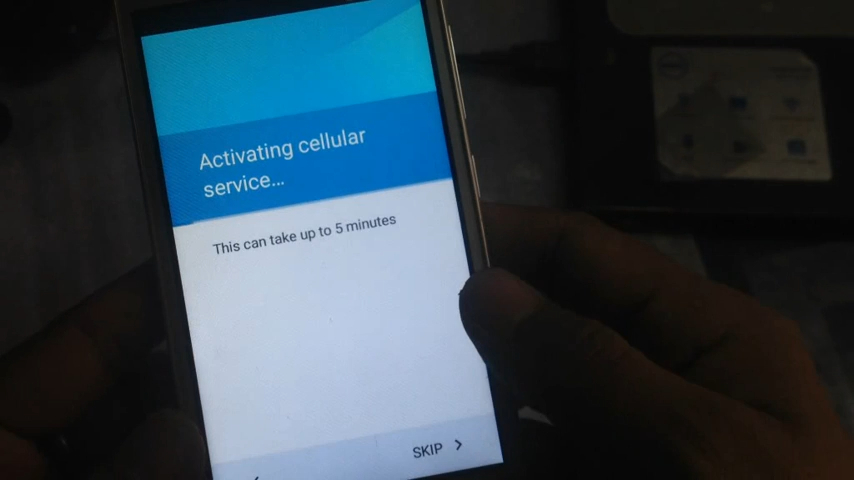 Activating cellular
service...
This can take up to 5 minutes
SKIP